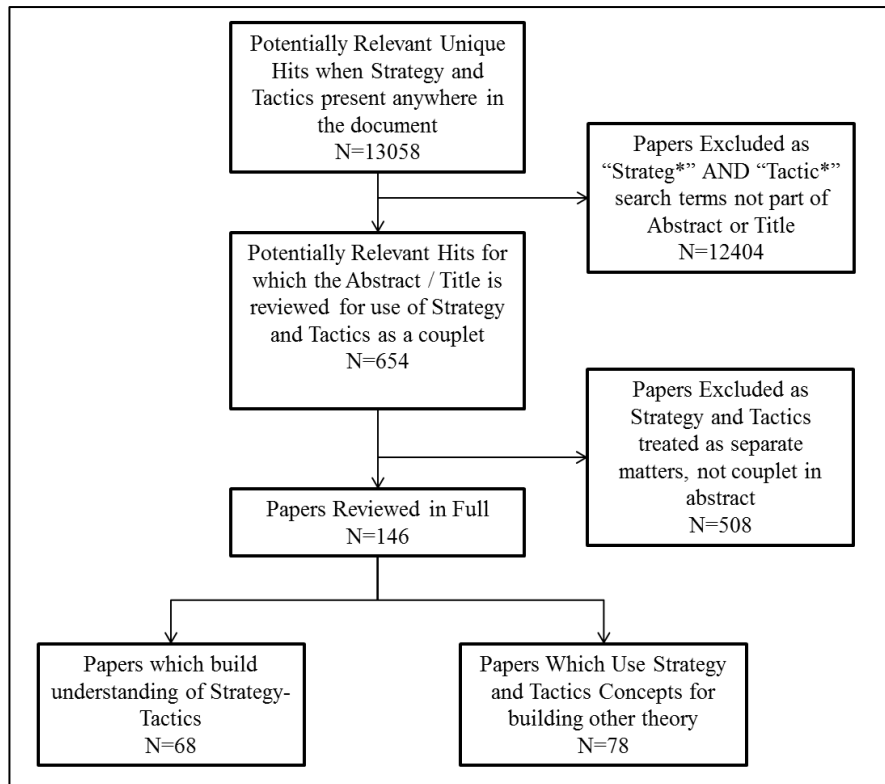 Potentially Relevant Unique
Hits when Strategy and
Tactics present anywhere in
the document
N=13058
Papers Excluded as
“Strateg*” AND “Tactic*”
search terms not part of
Abstract or Title
N=12404
Potentially Relevant Hits for
which the Abstract / Title is
reviewed for use of Strategy
and Tactics as a couplet
N=654
Papers Excluded as
Strategy and Tactics
treated as separate
matters, not couplet in
abstract
N=508
Papers Reviewed in Full
N=146
Papers which build
understanding of Strategy-
Tactics
N=68
Papers Which Use Strategy
and Tactics Concepts for
building other theory
N=78